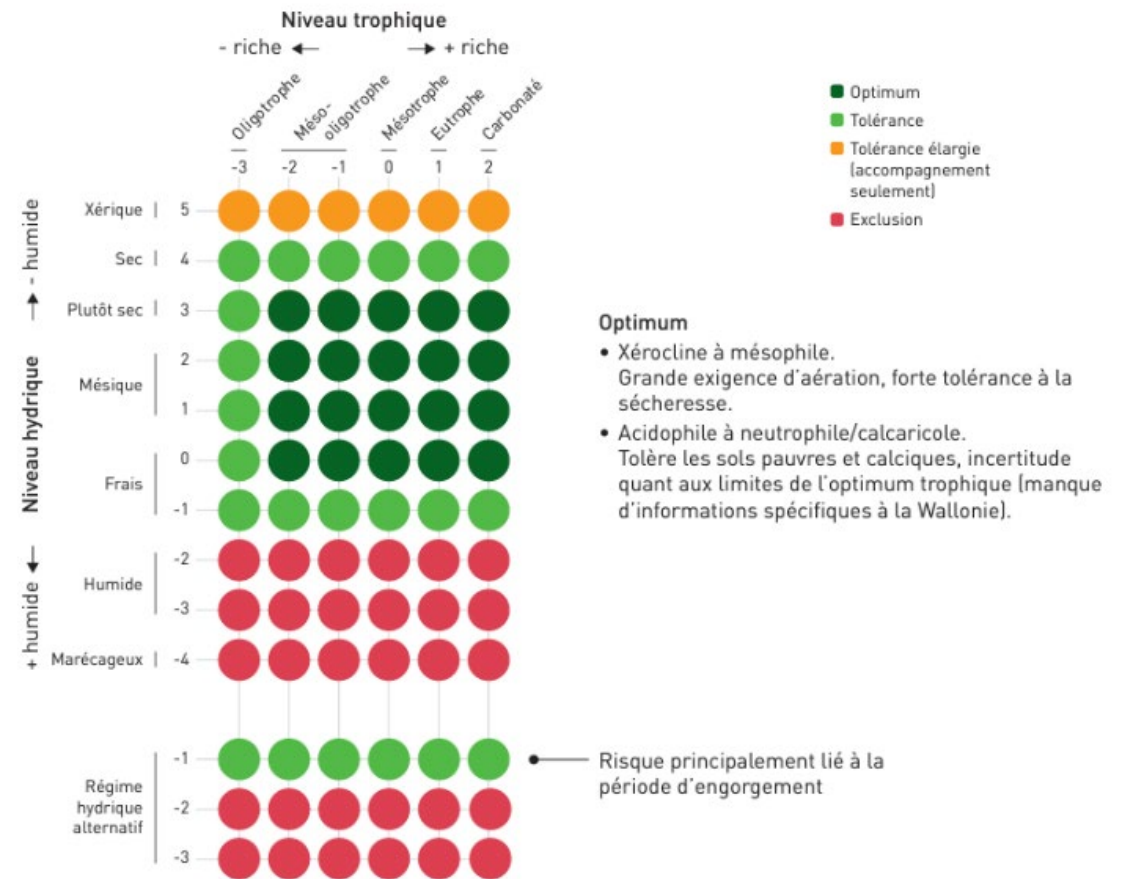 Niveau trophique
- riche ← → + riche
Oligotrophe
Méso-
oligotrophe
Mésotrophe
Eutrophe
Carbonaté
-3 -2 -1 0 1 2
Optimum
Tolérance
Tolérance élargie
(accompagnement
seulement)
Exclusion
Niveau hydrique
→ - humide
+ humide ←
Xérique 5
Sec 4
Plutôt sec 3
2
Mésique
1
0
Frais
-1
-2
Humide
-3
Marécageux -4
Optimum
• Xérocline à mésophile.
Grande exigence d'aération, forte tolérance à la
sécheresse.
• Acidophile à neutrophile/calcaricole.
Tolère les sols pauvres et calciques, incertitude
quant aux limites de l'optimum trophique (manque
d'informations spécifiques à la Wallonie).
-1
Régime
hydrique
alternatif
-2
-3
Risque principalement lié à la
période d'engorgement